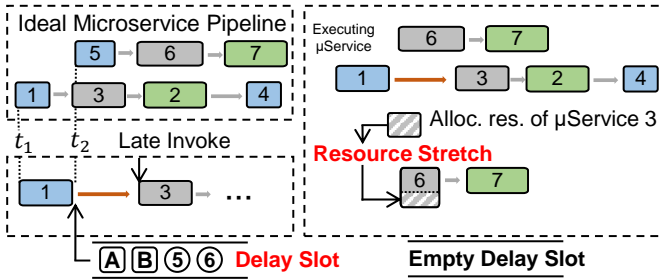 Ideal Microservice Pipeline
5 6 7
1 3 2 4
t1 t2 Late Invoke
1 3 ...
A B 5 6 Delay Slot
Executing
μService
6 7
1 3 2 4
Alloc. res. of μService 3
Resource Stretch
6 7
Empty Delay Slot